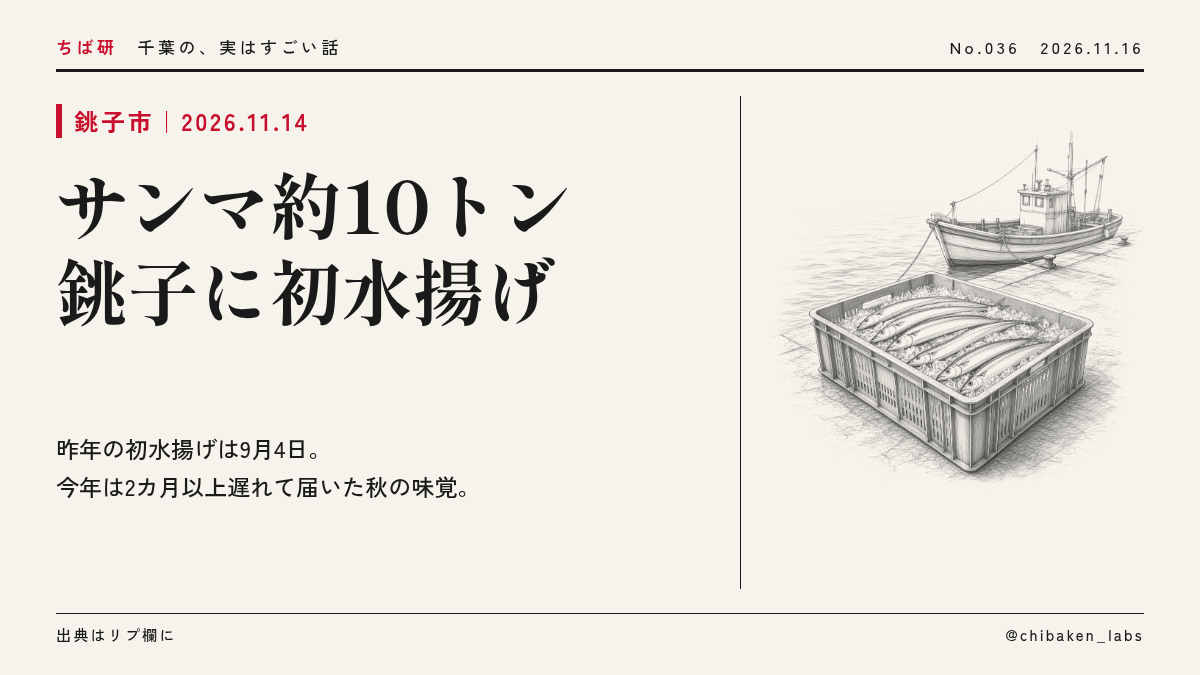 ちば研 千葉の、実はすごい話
No.036 2026.11.16
銚子市｜2026.11.14
サンマ約10トン
銚子に初水揚げ
昨年の初水揚げは9月4日。
今年は2カ月以上遅れて届いた秋の味覚。
出典はリプ欄に
@chibaken_labs